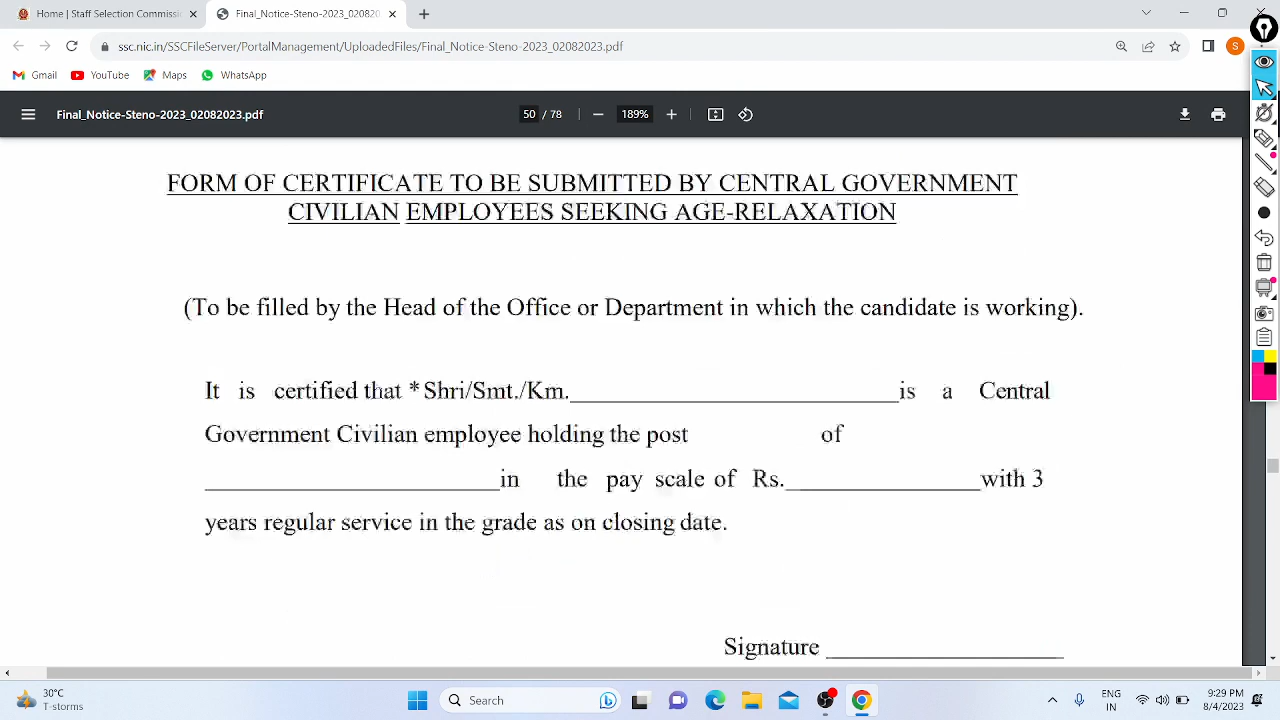 Home | Staff Selection Commissi
Final_Notice-Steno-2023_020820
ssc.nic.in/SSCFileServer/PortalManagement/UploadedFiles/Final_Notice-Steno-2023_02082023.pdf
S
Gmail YouTube Maps WhatsApp
Final_Notice-Steno-2023_02082023.pdf
50 / 78
189%
FORM OF CERTIFICATE TO BE SUBMITTED BY CENTRAL GOVERNMENT
CIVILIAN EMPLOYEES SEEKING AGE-RELAXATION
(To be filled by the Head of the Office or Department in which the candidate is working).
It is certified that *Shri/Smt./Km.__________________________is a Central
Government Civilian employee holding the post of
________________________in the pay scale of Rs.________________with 3
years regular service in the grade as on closing date.
Signature ___________________
30°C
T-storms
Search
ENG
IN
9:29 PM
8/4/2023